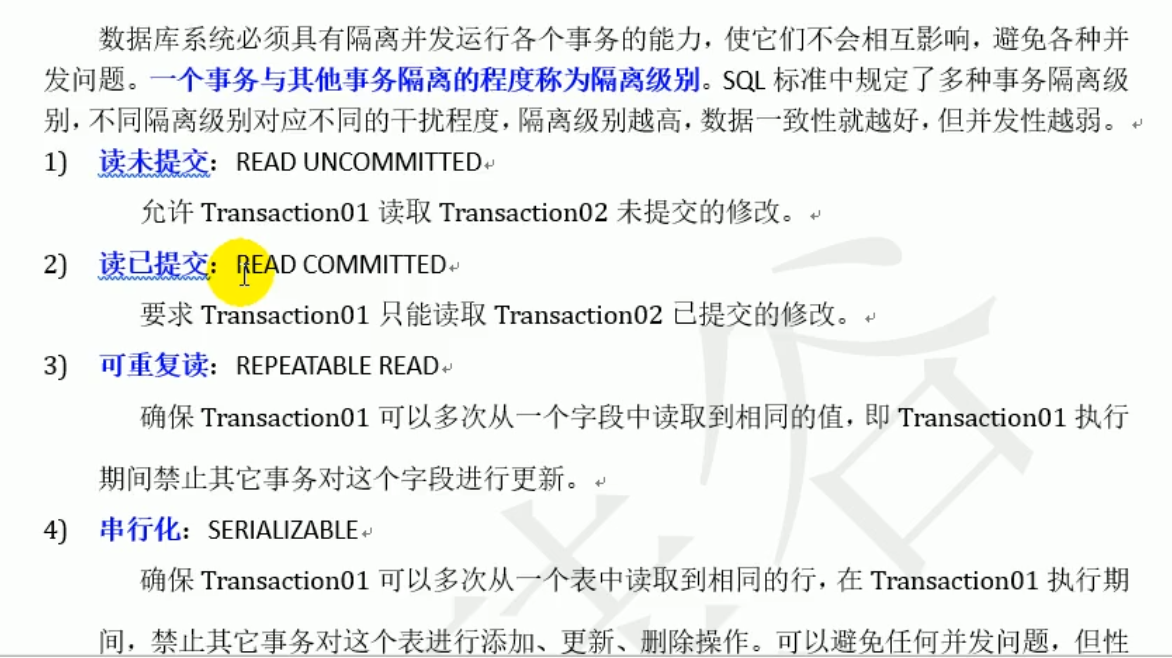 数据库系统必须具有隔离并发运行各个事务的能力，使它们不会相互影响，避免各种并
发问题。一个事务与其他事务隔离的程度称为隔离级别。SQL 标准中规定了多种事务隔离级
别，不同隔离级别对应不同的干扰程度，隔离级别越高，数据一致性就越好，但并发性越弱。
1) 读未提交：READ UNCOMMITTED
允许 Transaction01 读取 Transaction02 未提交的修改。
2) 读已提交：READ COMMITTED
要求 Transaction01 只能读取 Transaction02 已提交的修改。
3) 可重复读：REPEATABLE READ
确保 Transaction01 可以多次从一个字段中读取到相同的值，即 Transaction01 执行
期间禁止其它事务对这个字段进行更新。
4) 串行化：SERIALIZABLE
确保 Transaction01 可以多次从一个表中读取到相同的行，在 Transaction01 执行期
间，禁止其它事务对这个表进行添加、更新、删除操作。可以避免任何并发问题，但性